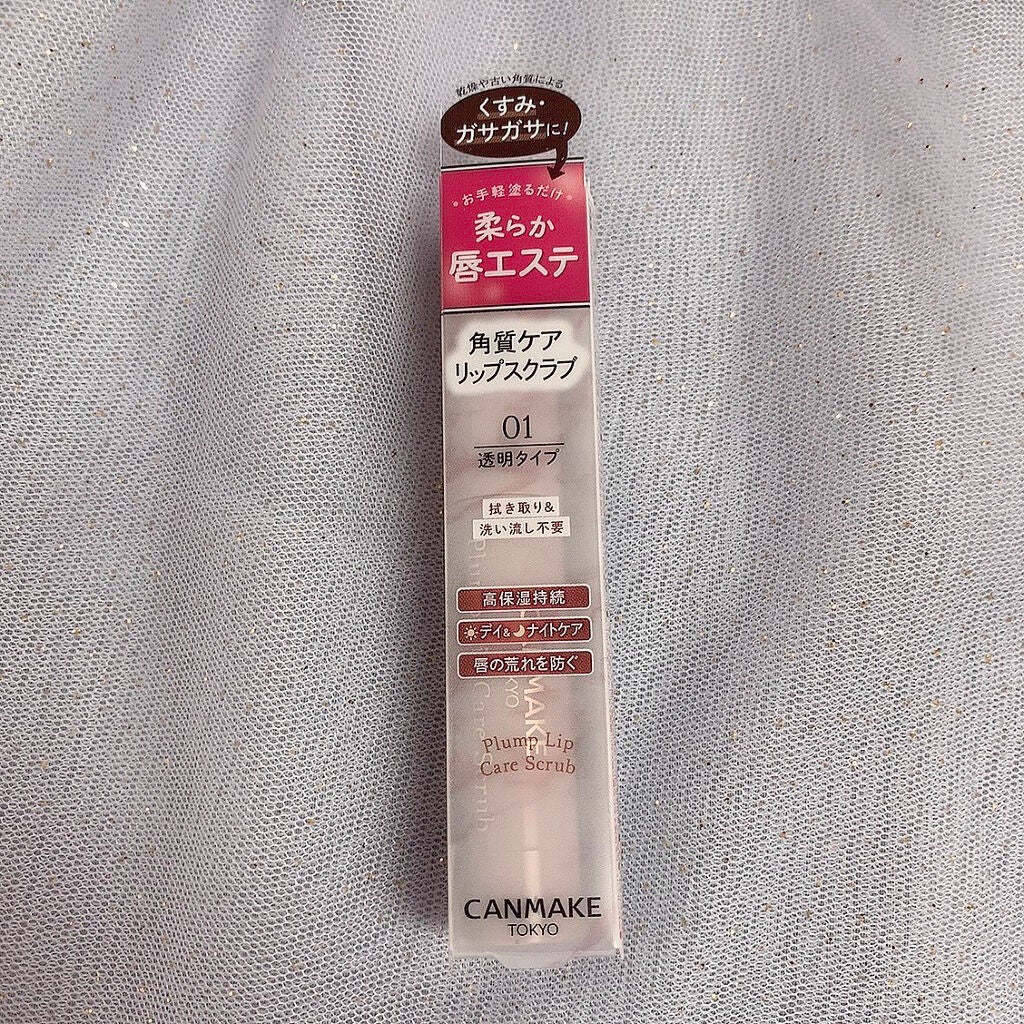 乾燥や古い角質による
くすみ・
ガサガサに!
お手軽塗るだけ
柔らか
唇エステ
角質ケア
リップスクラブ
01
透明タイプ
拭き取り&
洗い流し不要
高保湿持続
デイ&ナイトケア
唇の荒れを防ぐ
Plump Lip
Care Scrub
CANMAKE
TOKYO